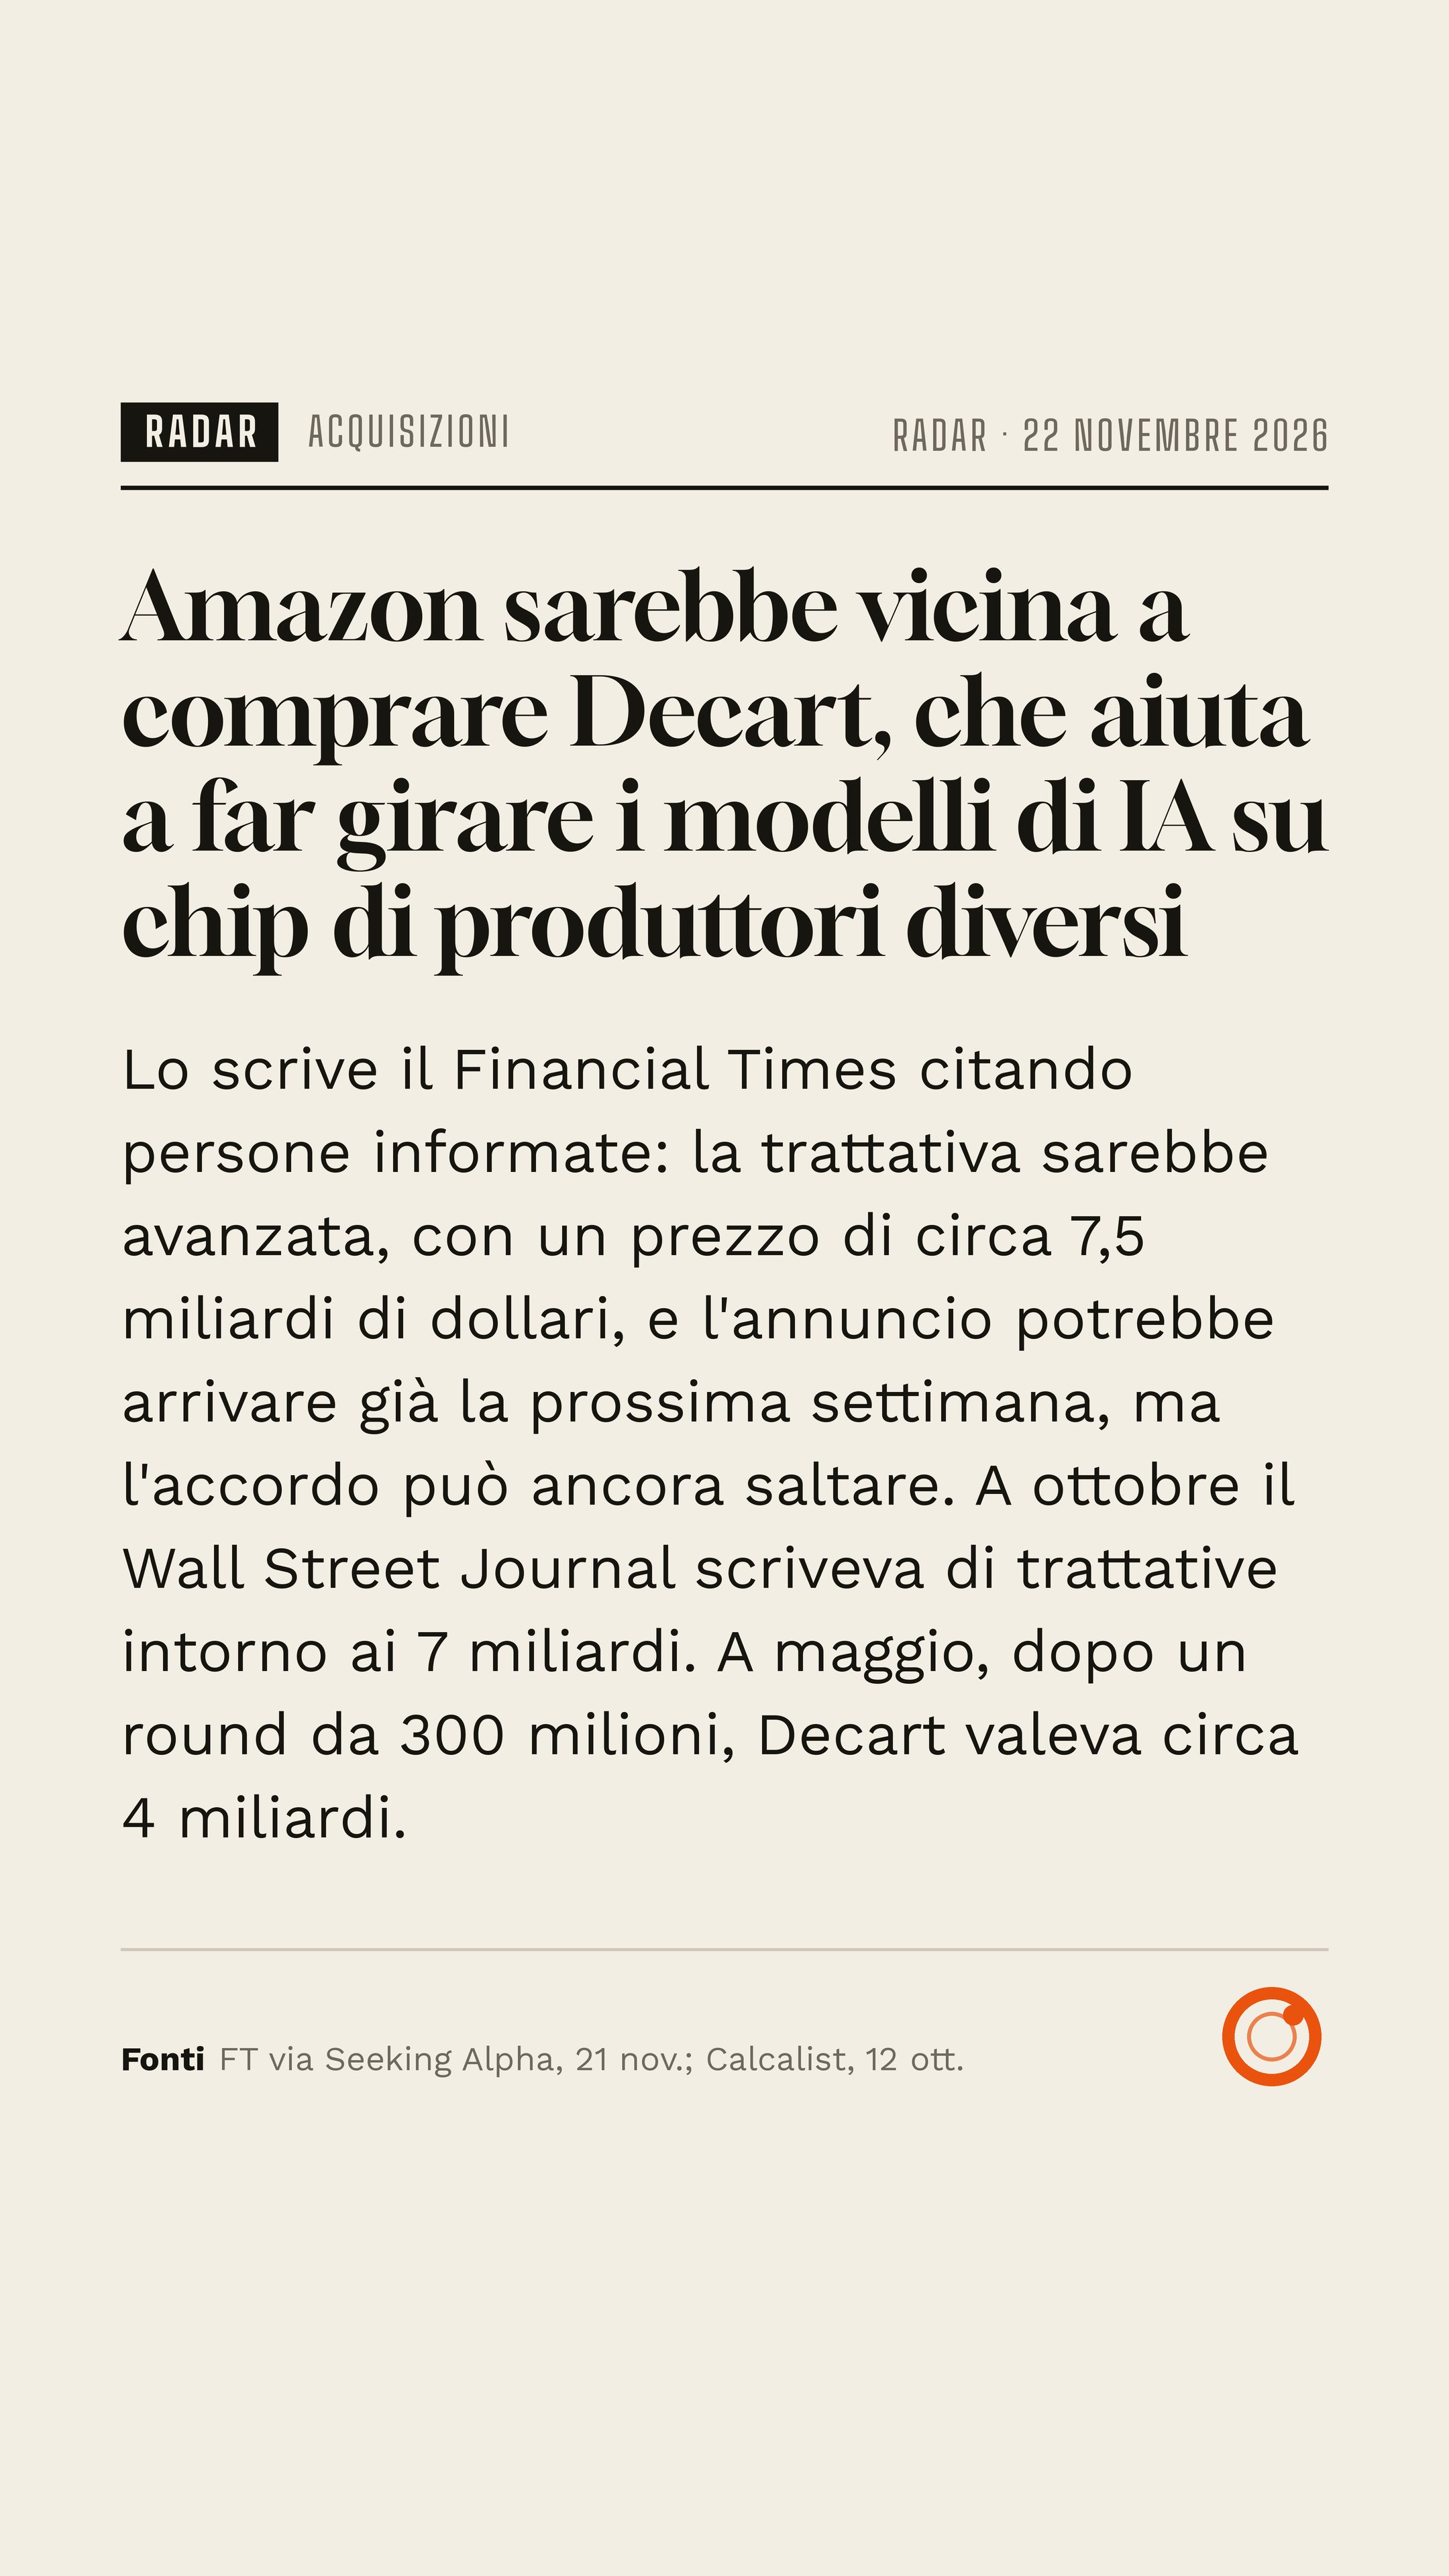 RADAR ACQUISIZIONI RADAR · 22 NOVEMBRE 2026
Amazon sarebbe vicina a
comprare Decart, che aiuta
a far girare i modelli di IA su
chip di produttori diversi
Lo scrive il Financial Times citando
persone informate: la trattativa sarebbe
avanzata, con un prezzo di circa 7,5
miliardi di dollari, e l'annuncio potrebbe
arrivare già la prossima settimana, ma
l'accordo può ancora saltare. A ottobre il
Wall Street Journal scriveva di trattative
intorno ai 7 miliardi. A maggio, dopo un
round da 300 milioni, Decart valeva circa
4 miliardi.
Fonti FT via Seeking Alpha, 21 nov.; Calcalist, 12 ott.